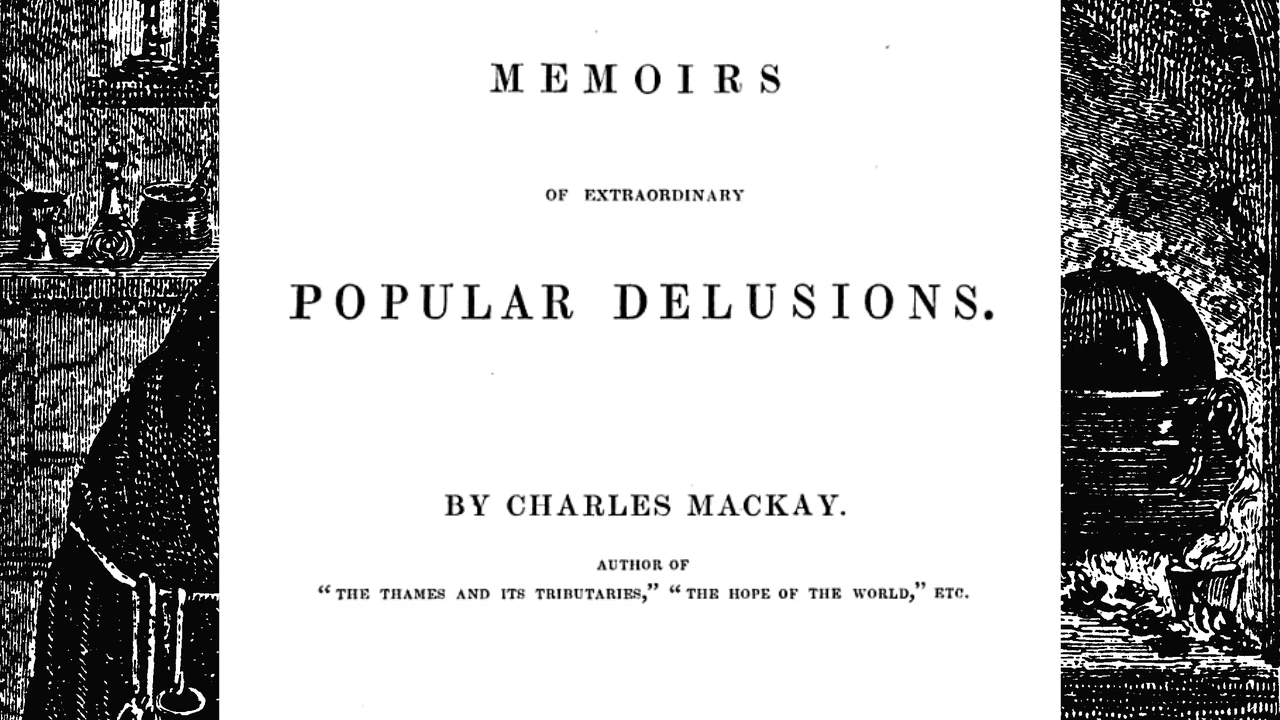 MEMOIRS
OF EXTRAORDINARY
POPULAR DELUSIONS.
BY CHARLES MACKAY.
AUTHOR OF
“THE THAMES AND ITS TRIBUTARIES,” “THE HOPE OF THE WORLD,” ETC.